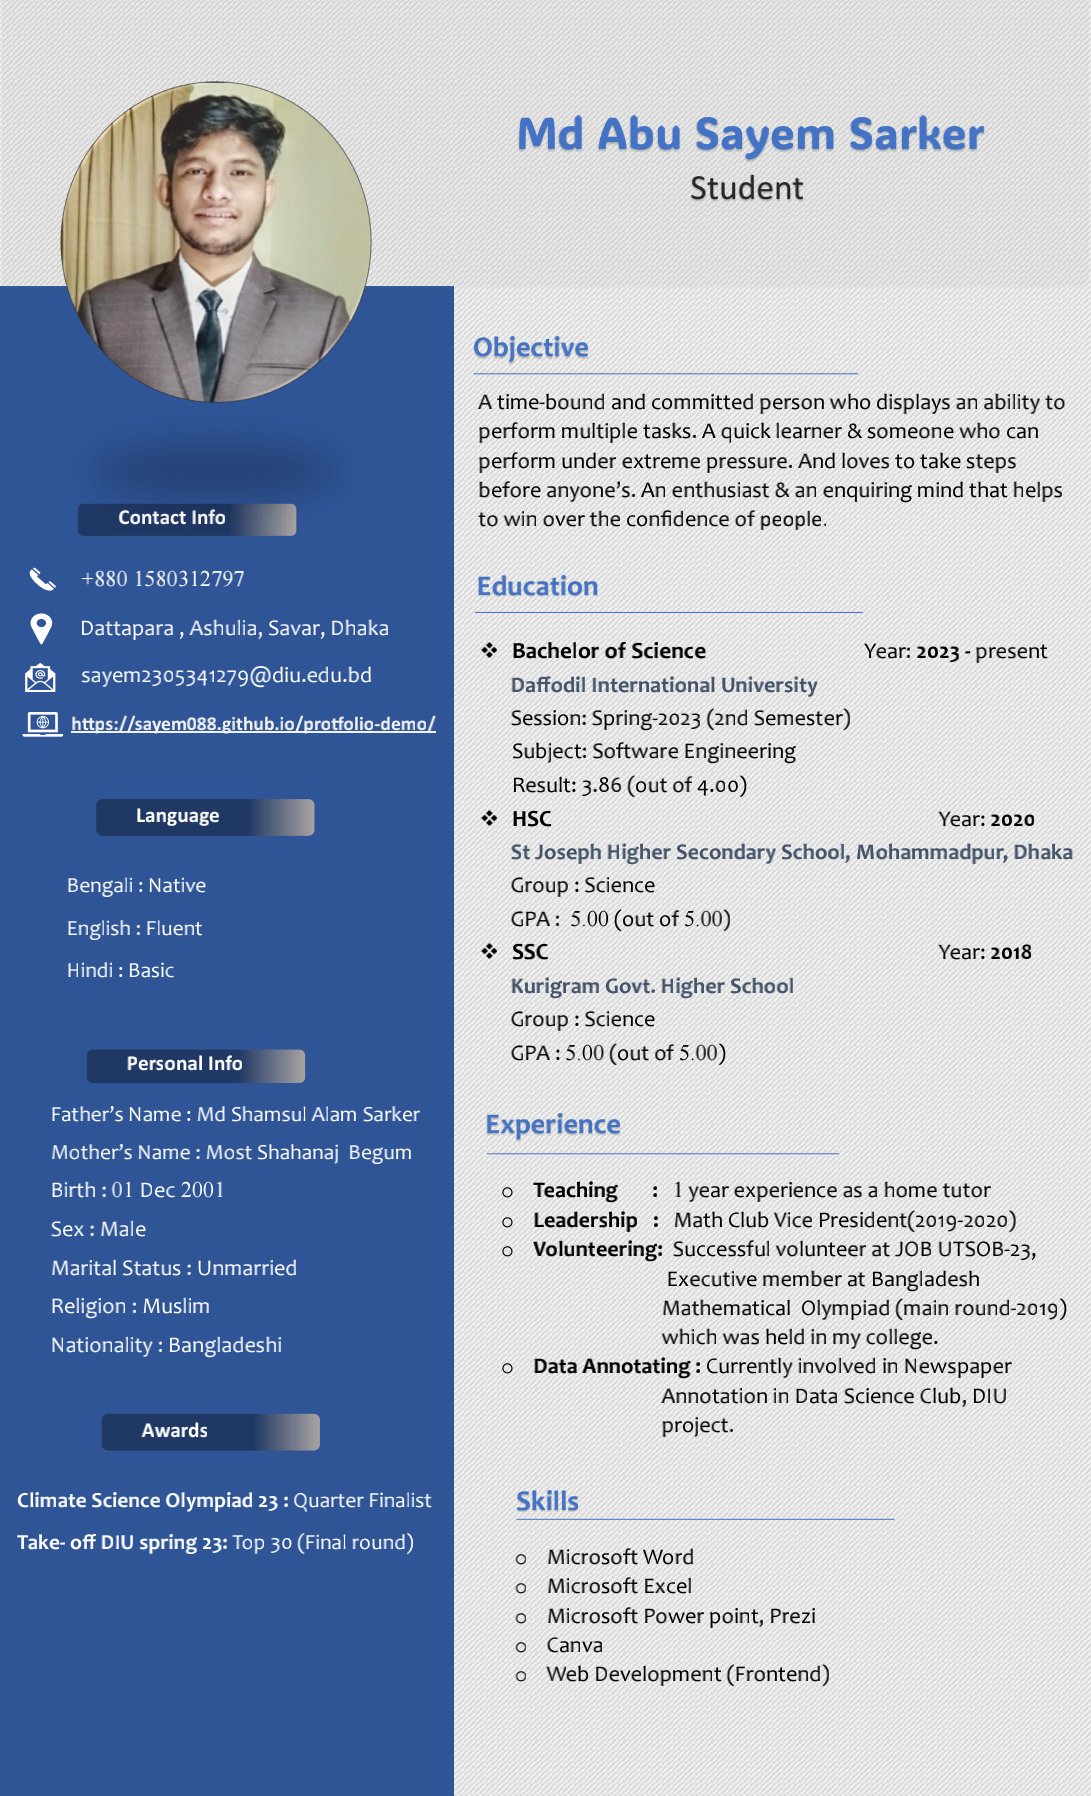 Md Abu Sayem Sarker
Student
Contact Info
+880 1580312797
Dattapara , Ashulia, Savar, Dhaka
sayem2305341279@diu.edu.bd
https://sayem088.github.io/protfolio-demo/
Language
Bengali : Native
English : Fluent
Hindi : Basic
Personal Info
Father's Name : Md Shamsul Alam Sarker
Mother's Name : Most Shahanaj  Begum
Birth : 01 Dec 2001
Sex : Male
Marital Status : Unmarried
Religion : Muslim
Nationality : Bangladeshi
Awards
Climate Science Olympiad 23 : Quarter Finalist
Take- off DIU spring 23: Top 30 (Final round)
Objective
A time-bound and committed person who displays an ability to
perform multiple tasks. A quick learner & someone who can
perform under extreme pressure. And loves to take steps
before anyone's. An enthusiast & an enquiring mind that helps
to win over the confidence of people.
Education
❖ Bachelor of Science Year: 2023 - present
Daffodil International University
Session: Spring-2023 (2nd Semester)
Subject: Software Engineering
Result: 3.86 (out of 4.00)
❖ HSC Year: 2020
St Joseph Higher Secondary School, Mohammadpur, Dhaka
Group : Science
GPA :  5.00 (out of 5.00)
❖ SSC Year: 2018
Kurigram Govt. Higher School
Group : Science
GPA : 5.00 (out of 5.00)
Experience
o Teaching : 1 year experience as a home tutor
o Leadership : Math Club Vice President(2019-2020)
o Volunteering: Successful volunteer at JOB UTSOB-23,
Executive member at Bangladesh
Mathematical  Olympiad (main round-2019)
which was held in my college.
o Data Annotating : Currently involved in Newspaper
Annotation in Data Science Club, DIU
project.
Skills
o Microsoft Word
o Microsoft Excel
o Microsoft Power point, Prezi
o Canva
o Web Development (Frontend)